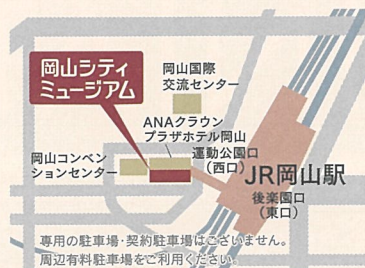 岡山シティ
ミュージアム
岡山国際
交流センター
ANAクラウン
プラザホテル岡山
岡山コンベン
ションセンター
運動公園口
(西口)
JR岡山駅
後楽園口
(東口)
専用の駐車場・契約駐車場はございません。
周辺有料駐車場をご利用ください。